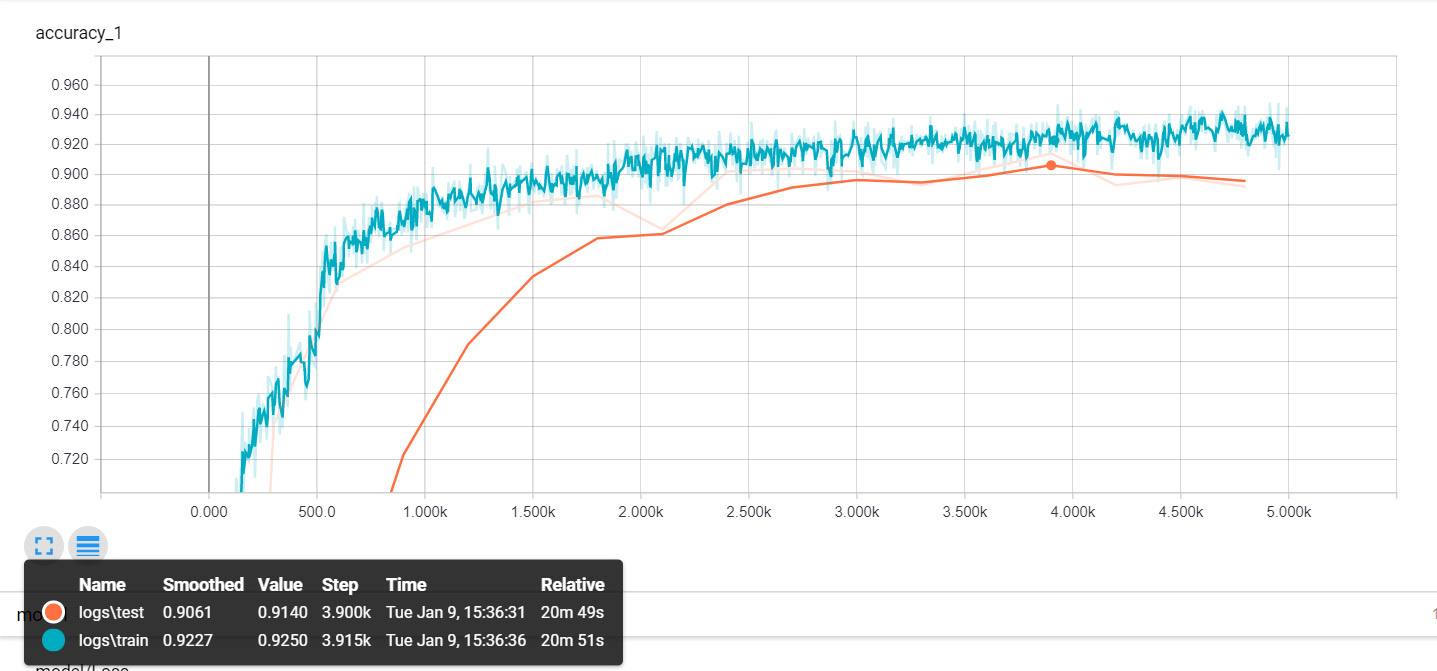 accuracy_1
0.960
0.940
0.920
0.900
0.880
0.860
0.840
0.820
0.800
0.780
0.760
0.740
0.720
0.000 500.0 1.000k 1.500k 2.000k 2.500k 3.000k 3.500k 4.000k 4.500k 5.000k
Name Smoothed Value Step Time Relative
logs\test 0.9061 0.9140 3.900k Tue Jan 9, 15:36:31 20m 49s
logs\train 0.9227 0.9250 3.915k Tue Jan 9, 15:36:36 20m 51s
model/Loss